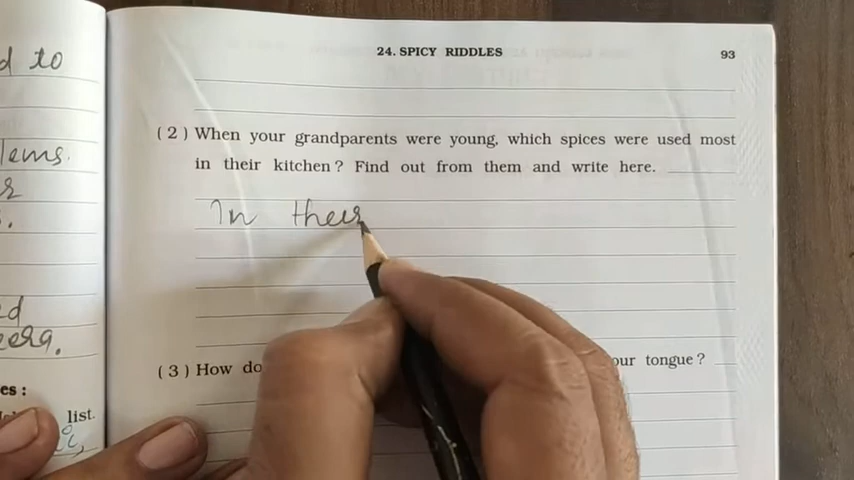 d to
lems.
24. SPICY RIDDLES 93
( 2 ) When your grandparents were young, which spices were used most
in their kitchen? Find out from them and write here.
In their
d
eera.
( 3 ) How do our tongue ?
es :
list.